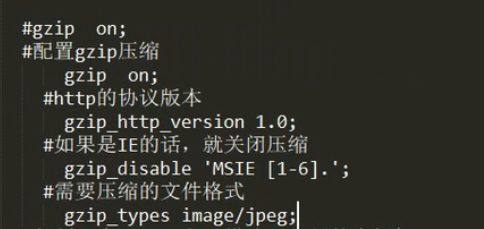 #gzip  on;
#配置gzip压缩
gzip  on;
#http的协议版本
gzip_http_version 1.0;
#如果是IE的话，就关闭压缩
gzip_disable 'MSIE [1-6].';
#需要压缩的文件格式
gzip_types image/jpeg;